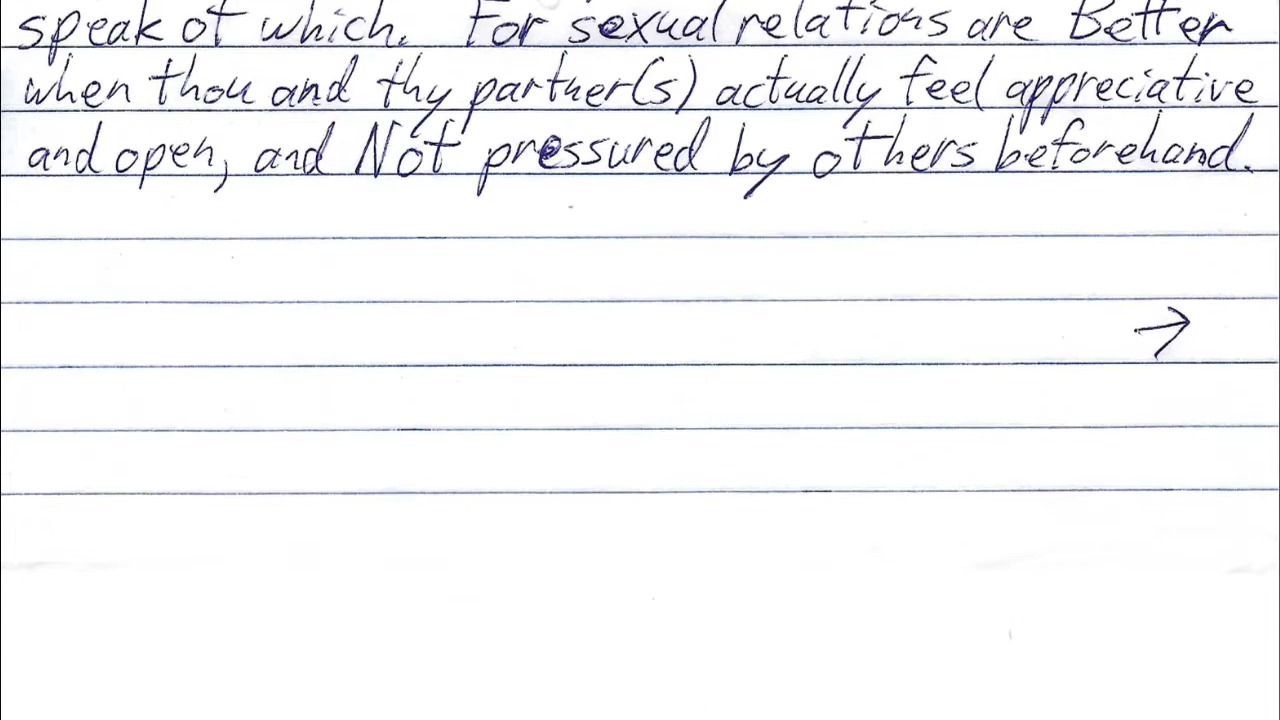 speak of which. For sexual relations are Better
when thou and thy partner(s) actually feel appreciative
and open, and Not pressured by others beforehand.
→